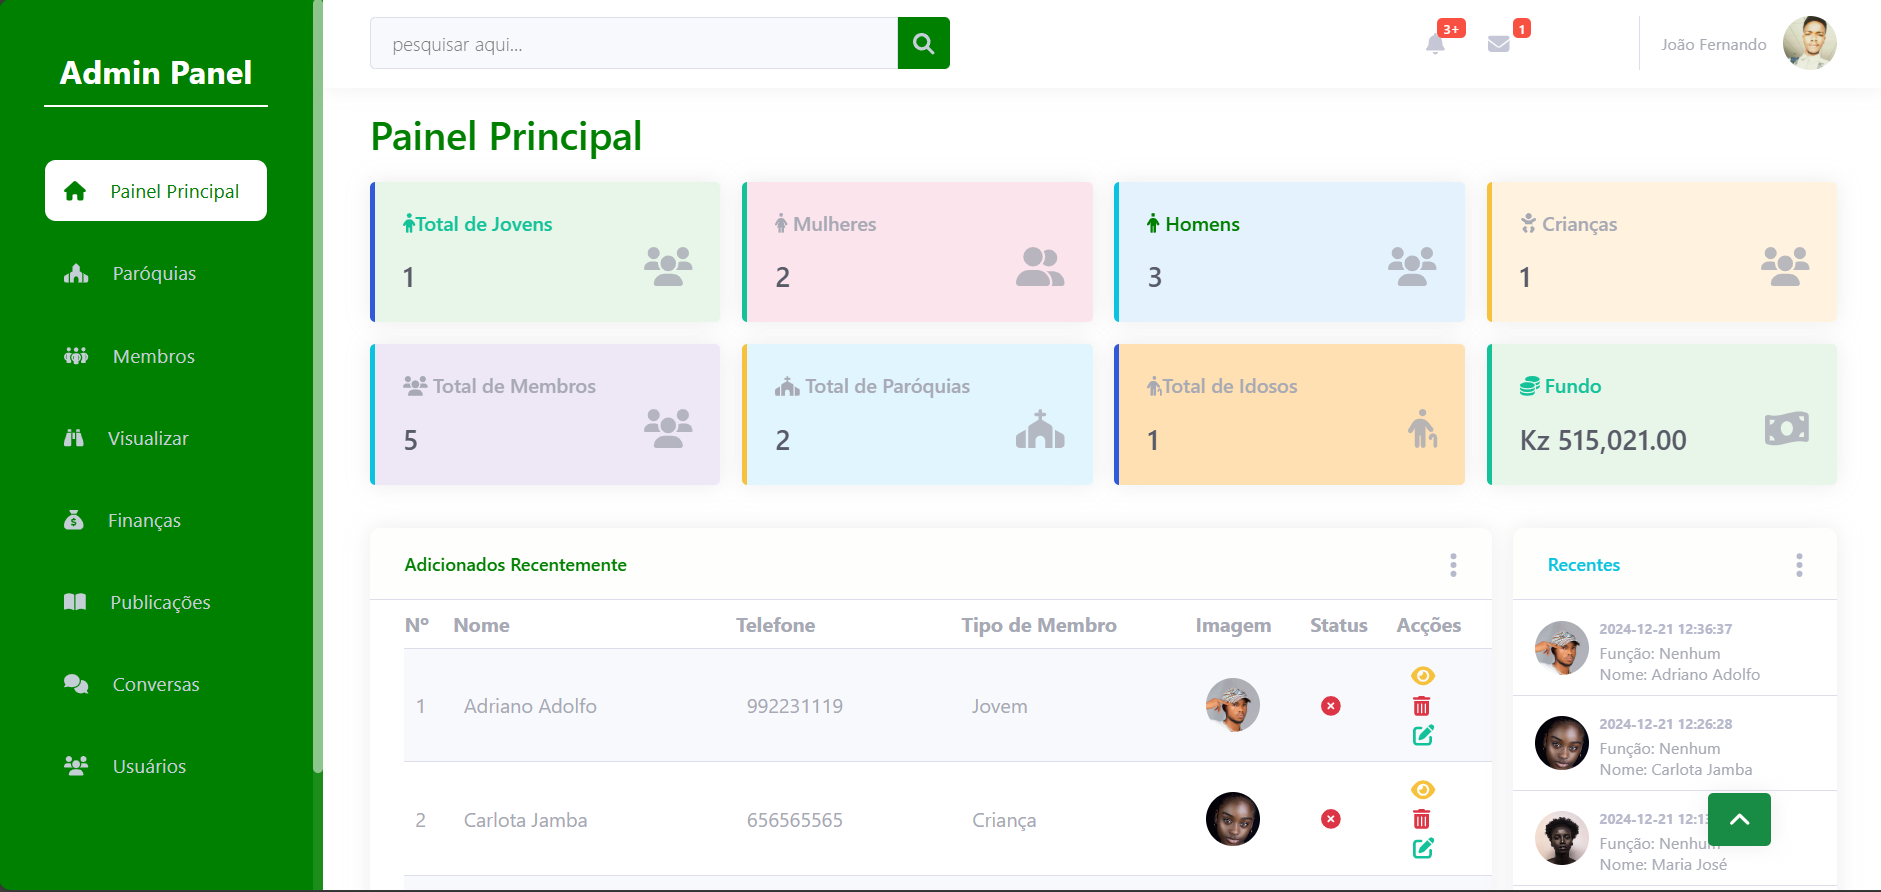 Admin Panel
Painel Principal
Paróquias
Membros
Visualizar
Finanças
Publicações
Conversas
Usuários
pesquisar aqui...
3+
1
João Fernando
Painel Principal
Total de Jovens
1
Mulheres
2
Homens
3
Crianças
1
Total de Membros
5
Total de Paróquias
2
Total de Idosos
1
Fundo
Kz 515,021.00
Adicionados Recentemente
Nº Nome Telefone Tipo de Membro Imagem Status Acções
1 Adriano Adolfo 992231119 Jovem
2 Carlota Jamba 656565565 Criança
Recentes
2024-12-21 12:36:37
Função: Nenhum
Nome: Adriano Adolfo
2024-12-21 12:26:28
Função: Nenhum
Nome: Carlota Jamba
2024-12-21
Função: Nenhum
Nome: Maria José